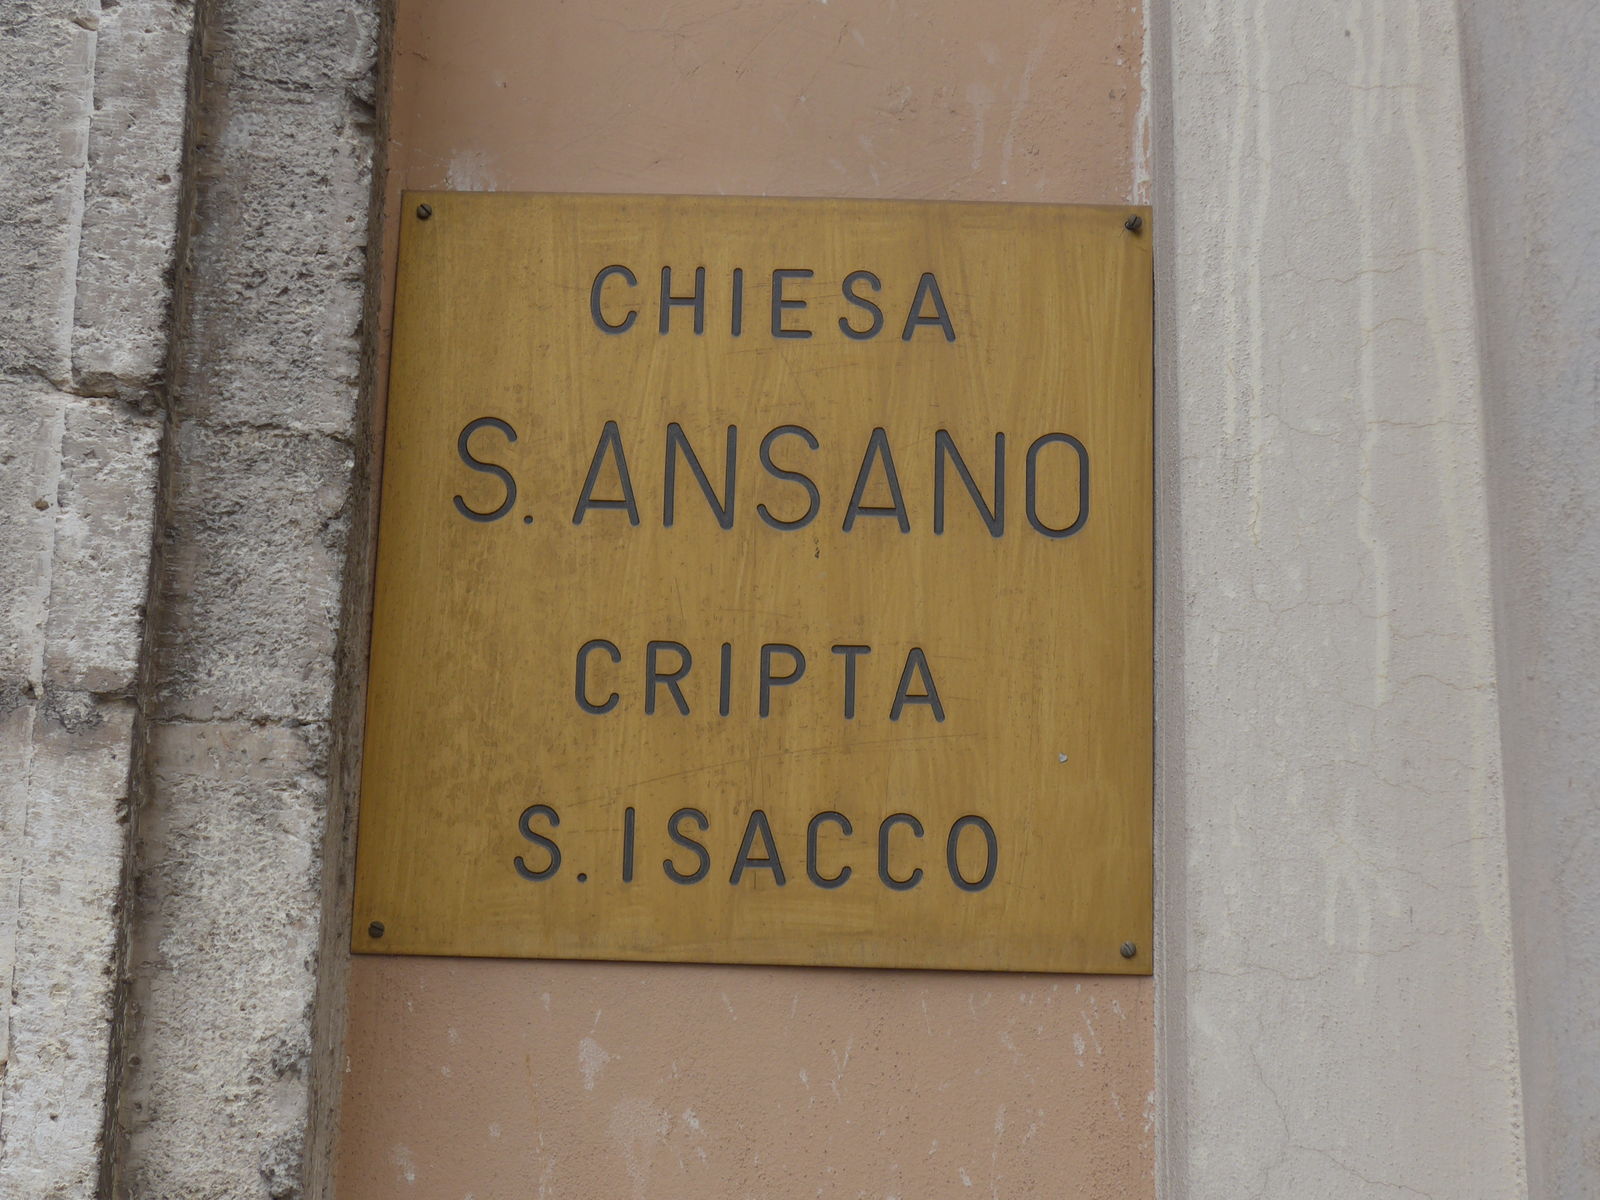 CHIESA
S. ANSANO
CRIPTA
S. ISACCO